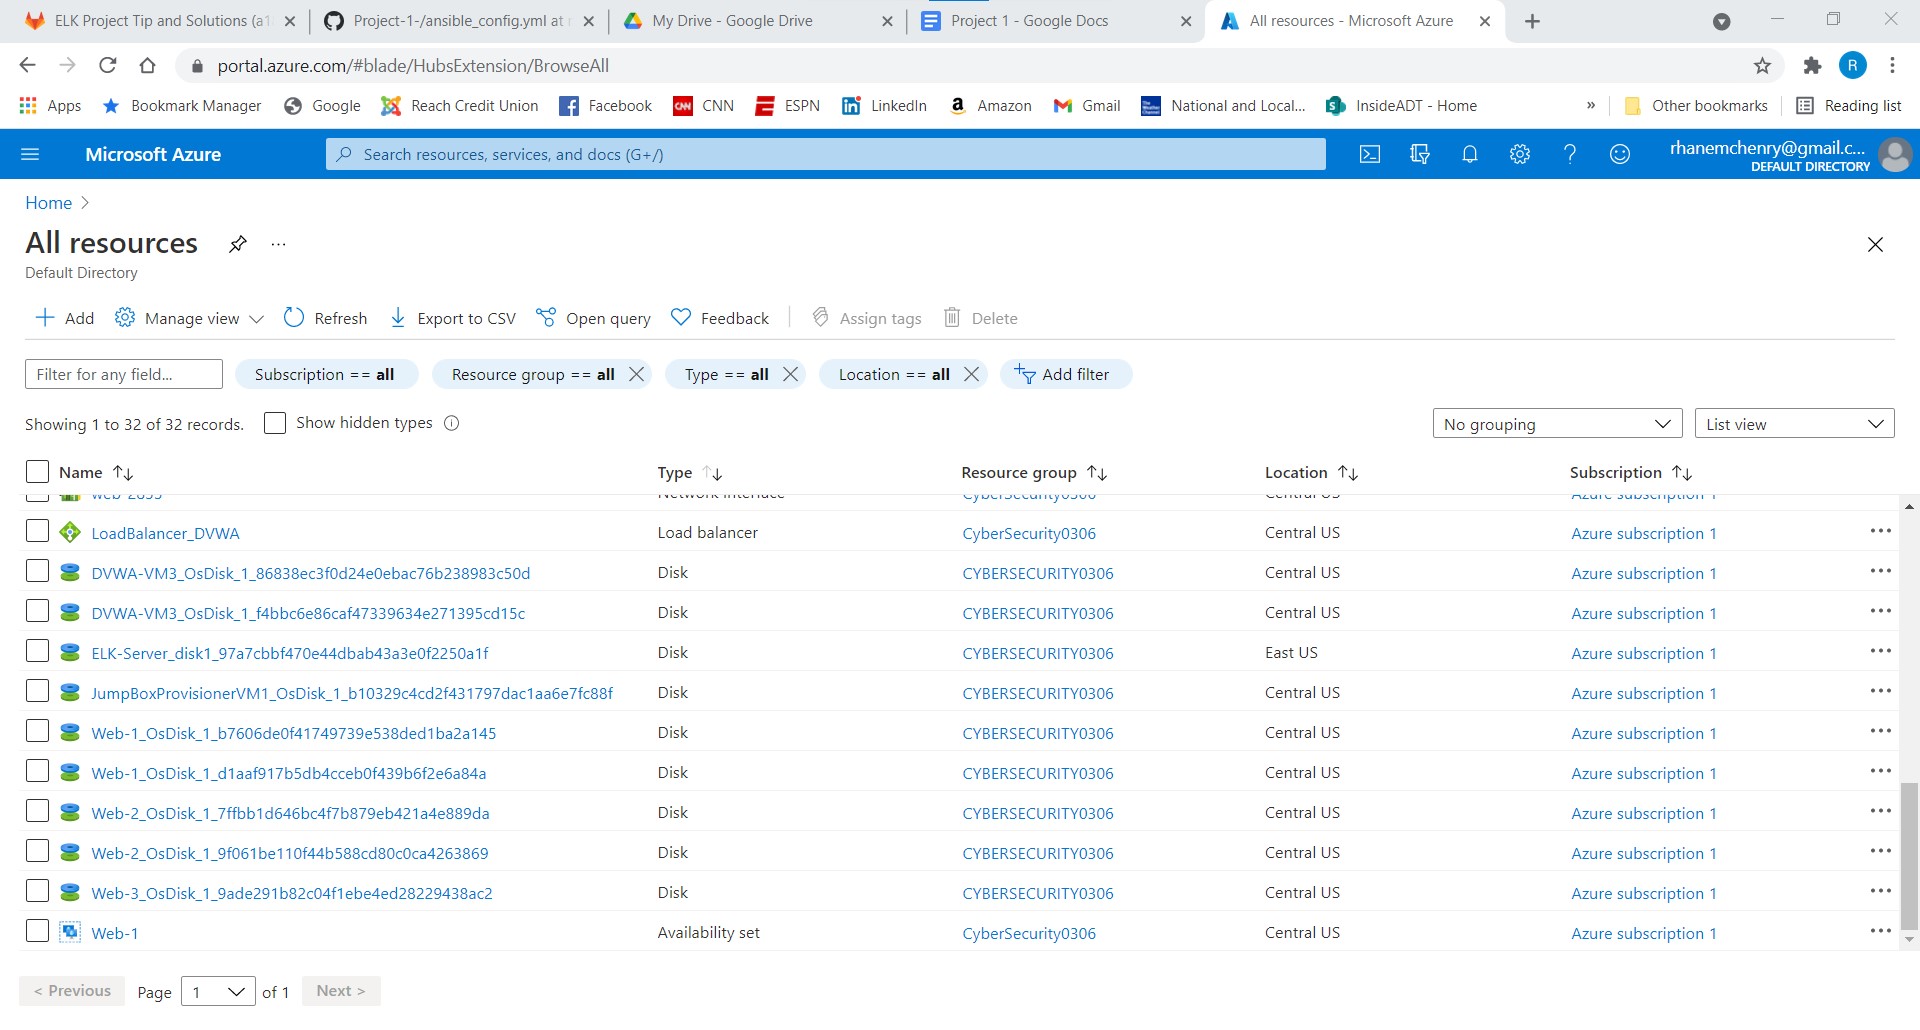 ELK Project Tip and Solutions (a1
Project-1-/ansible_config.yml at
My Drive - Google Drive
Project 1 - Google Docs
All resources - Microsoft Azure
portal.azure.com/#blade/HubsExtension/BrowseAll
R
Apps Bookmark Manager Google Reach Credit Union Facebook CNN ESPN LinkedIn Amazon Gmail National and Local... InsideADT - Home » Other bookmarks Reading list
Microsoft Azure
Search resources, services, and docs (G+/)
rhanemchenry@gmail.c...
DEFAULT DIRECTORY
Home >
All resources ...
Default Directory
Add Manage view Refresh Export to CSV Open query Feedback Assign tags Delete
Filter for any field... Subscription == all Resource group == all Type == all Location == all Add filter
Showing 1 to 32 of 32 records. Show hidden types No grouping List view
Name Type Resource group Location Subscription
Network interface CyberSecurity0306 Central US Azure subscription 1
LoadBalancer_DVWA Load balancer CyberSecurity0306 Central US Azure subscription 1
DVWA-VM3_OsDisk_1_86838ec3f0d24e0ebac76b238983c50d Disk CYBERSECURITY0306 Central US Azure subscription 1
DVWA-VM3_OsDisk_1_f4bbc6e86caf47339634e271395cd15c Disk CYBERSECURITY0306 Central US Azure subscription 1
ELK-Server_disk1_97a7cbbf470e44dbab43a3e0f2250a1f Disk CYBERSECURITY0306 East US Azure subscription 1
JumpBoxProvisionerVM1_OsDisk_1_b10329c4cd2f431797dac1aa6e7fc88f Disk CYBERSECURITY0306 Central US Azure subscription 1
Web-1_OsDisk_1_b7606de0f41749739e538ded1ba2a145 Disk CYBERSECURITY0306 Central US Azure subscription 1
Web-1_OsDisk_1_d1aaf917b5db4cceb0f439b6f2e6a84a Disk CYBERSECURITY0306 Central US Azure subscription 1
Web-2_OsDisk_1_7ffbb1d646bc4f7b879eb421a4e889da Disk CYBERSECURITY0306 Central US Azure subscription 1
Web-2_OsDisk_1_9f061be110f44b588cd80c0ca4263869 Disk CYBERSECURITY0306 Central US Azure subscription 1
Web-3_OsDisk_1_9ade291b82c04f1ebe4ed28229438ac2 Disk CYBERSECURITY0306 Central US Azure subscription 1
Web-1 Availability set CyberSecurity0306 Central US Azure subscription 1
< Previous Page 1 of 1 Next >